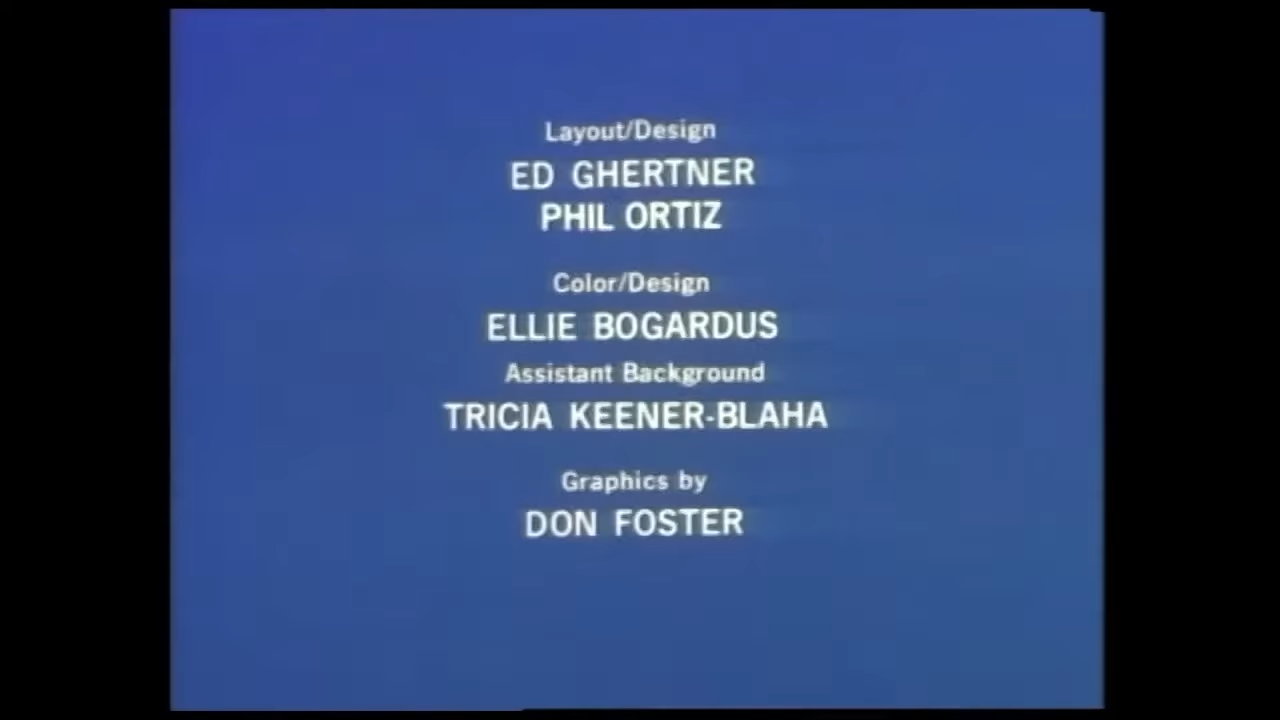 Layout/Design
ED GHERTNER
PHIL ORTIZ
Color/Design
ELLIE BOGARDUS
Assistant Background
TRICIA KEENER-BLAHA
Graphics by
DON FOSTER